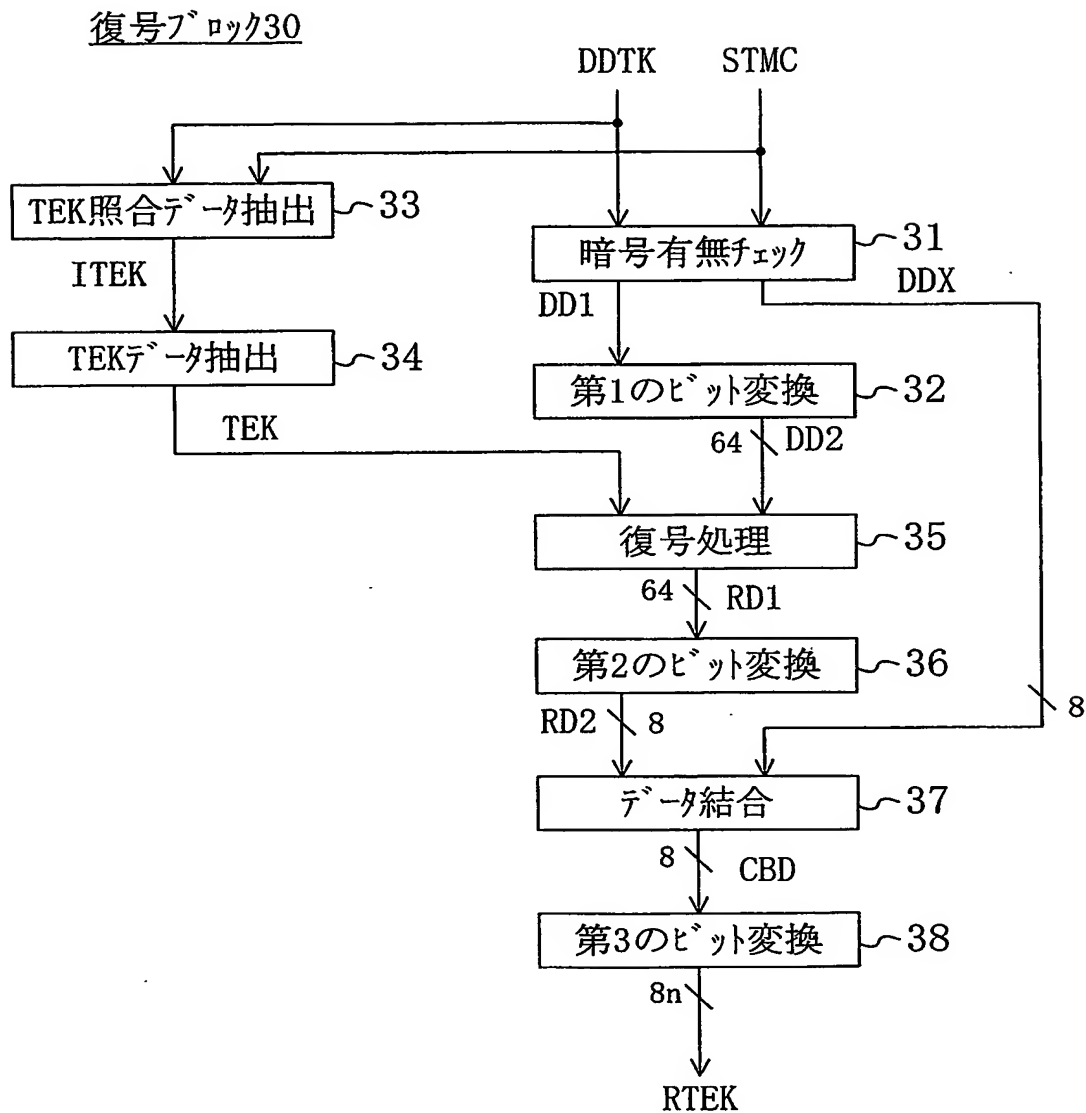 復号ブロック30
DDTK
STMC
TEK照合データ抽出
33
ITEK
暗号有無チェック
31
DD1
DDX
TEKデータ抽出
34
第1のビット変換
32
TEK
64
DD2
復号処理
35
64
RD1
第2のビット変換
36
RD2
8
8
データ結合
37
8
CBD
第3のビット変換
38
8n
RTEK